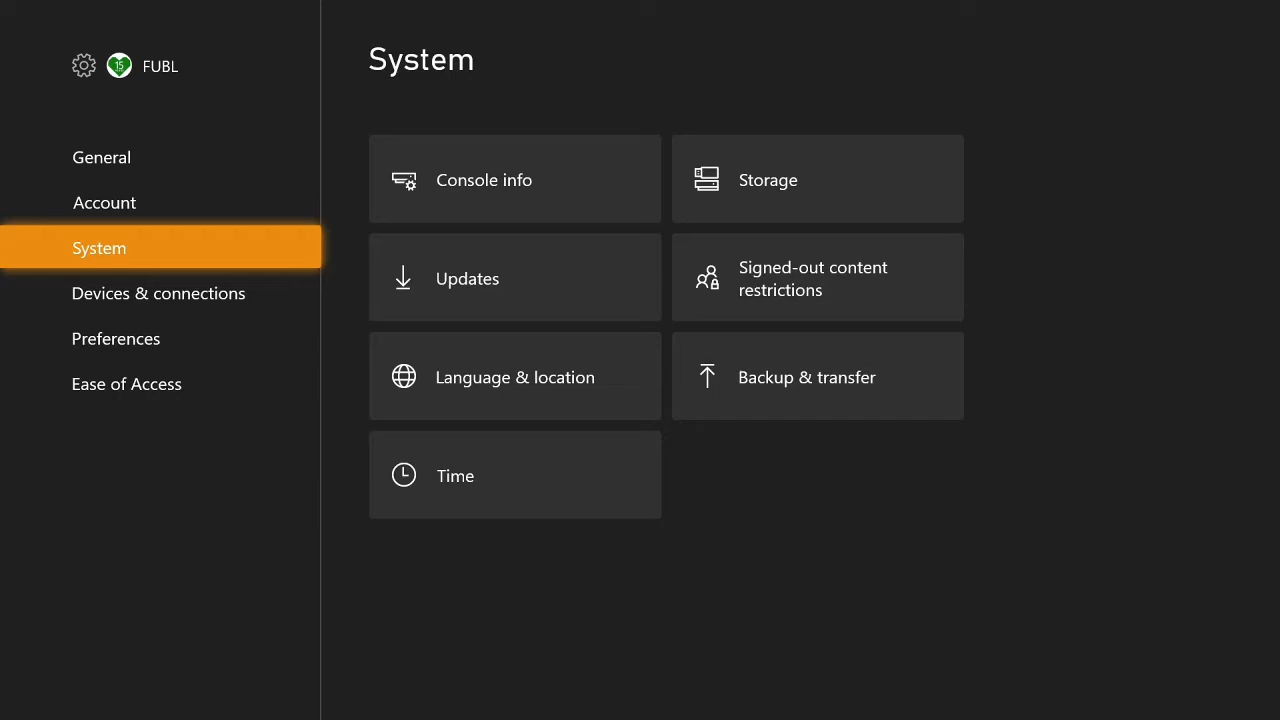 FUBL
General
Account
System
Devices & connections
Preferences
Ease of Access
System
Console info
Storage
Updates
Signed-out content
restrictions
Language & location
Backup & transfer
Time